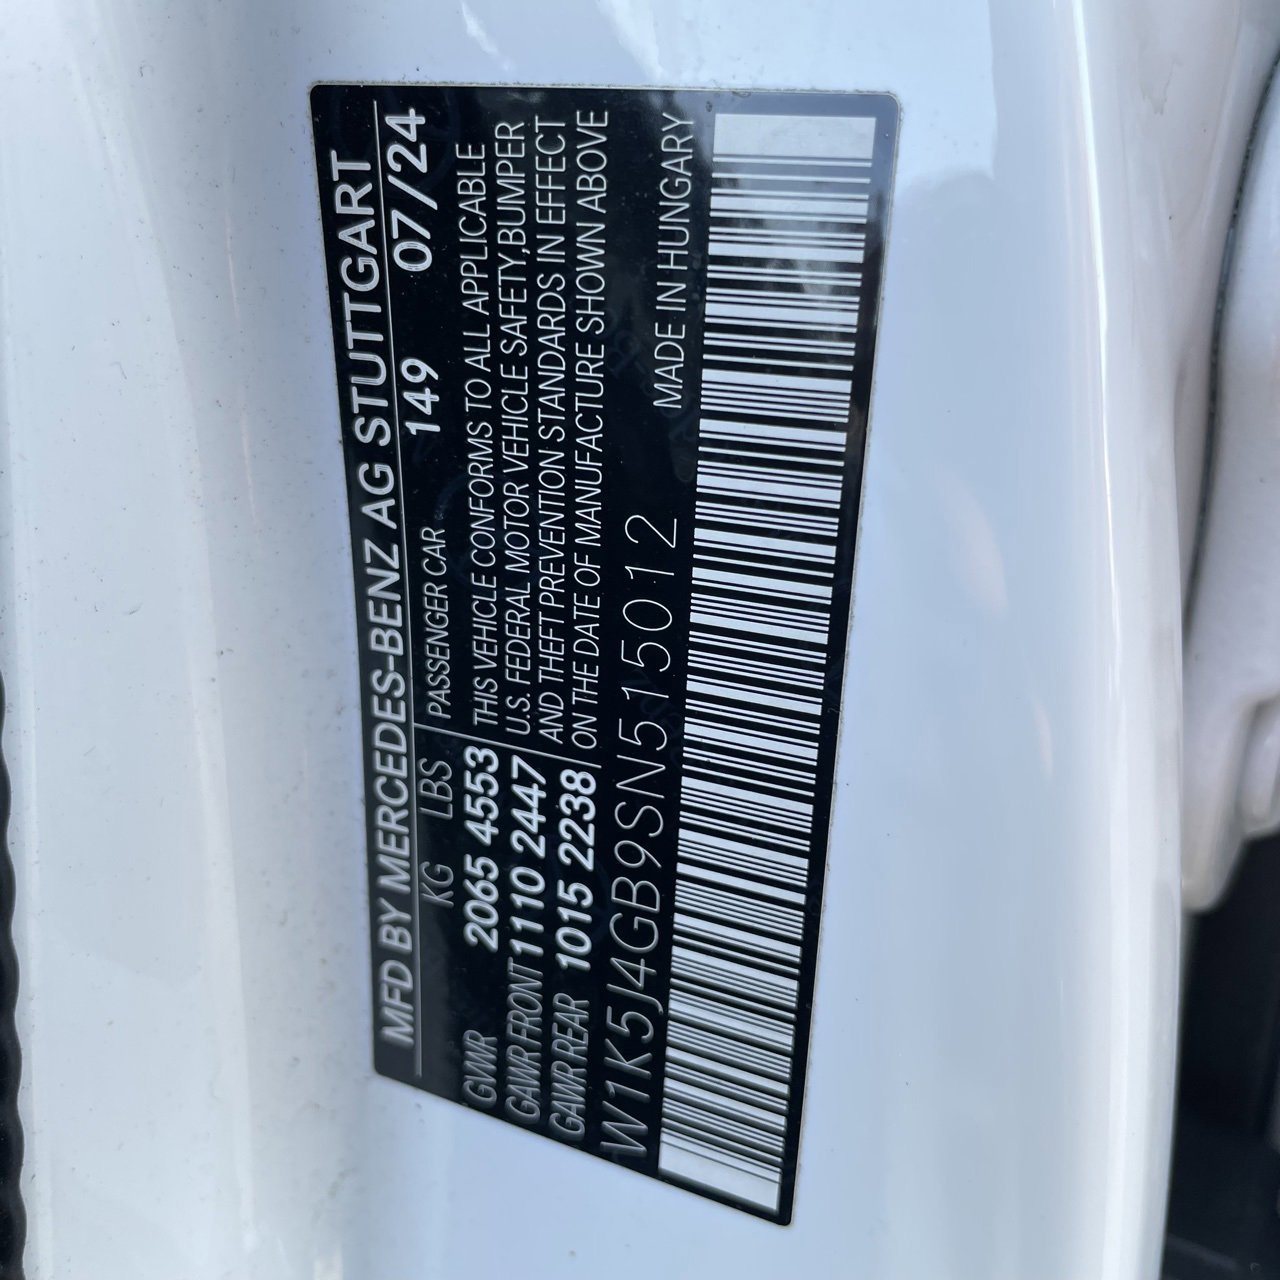 MFD BY MERCEDES-BENZ AG STUTTGART
KG LBS PASSENGER CAR 149 07/24
GVWR 2065 4553 THIS VEHICLE CONFORMS TO ALL APPLICABLE
GAWR FRONT 1110 2447 U.S. FEDERAL MOTOR VEHICLE SAFETY,BUMPER
GAWR REAR 1015 2238 AND THEFT PREVENTION STANDARDS IN EFFECT
ON THE DATE OF MANUFACTURE SHOWN ABOVE
W1K5J4GB9SN515012 MADE IN HUNGARY